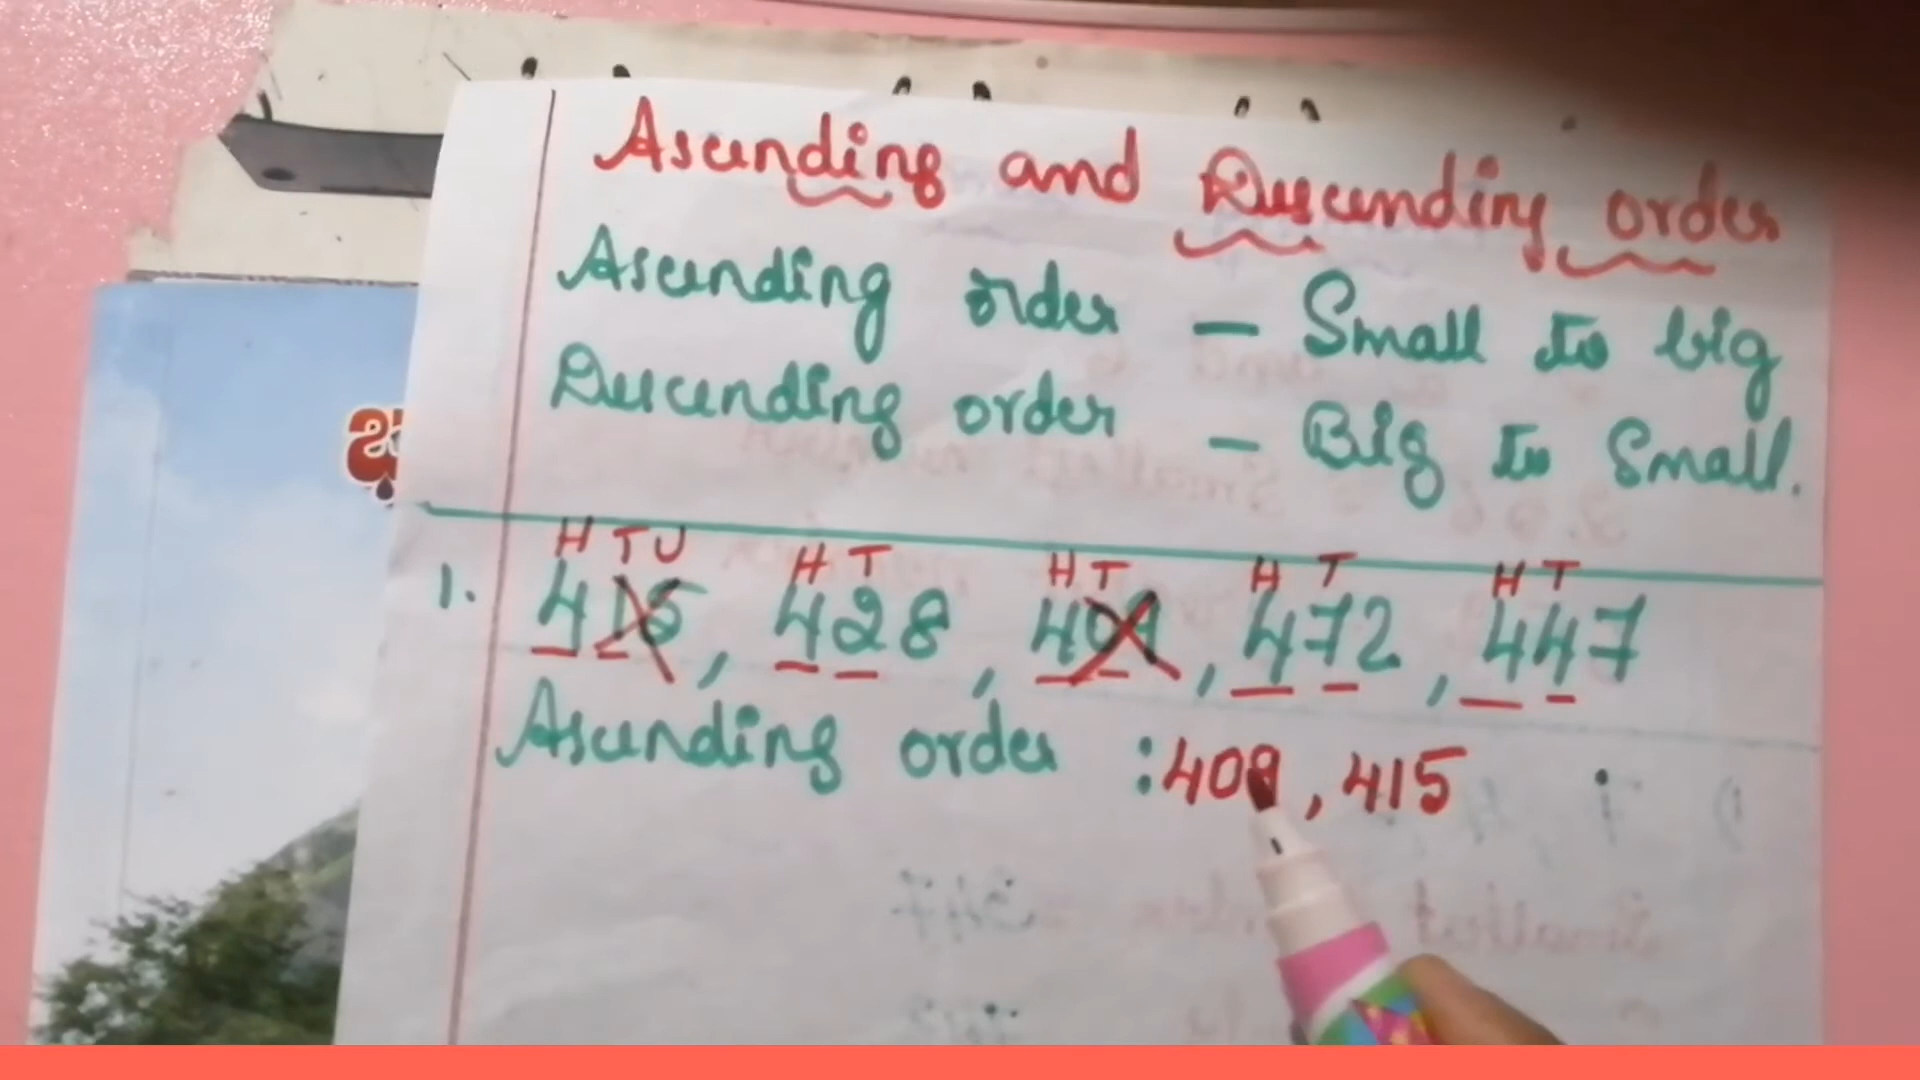 Ascending and Descending order
Ascending order - Small to big
Descending order - Big to Small.
H T U H T H T H T H T
1. 415, 428, 409, 472, 447
Ascending order : 409, 415